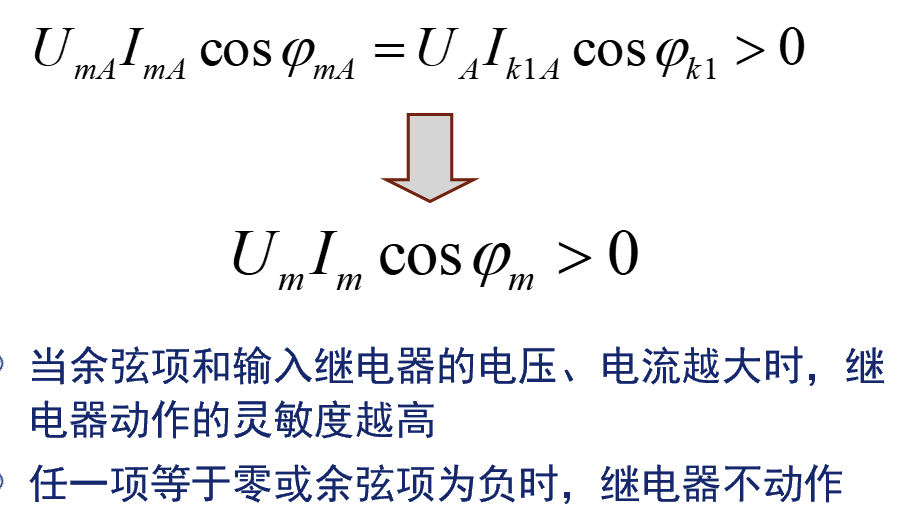 U_{mA} I_{mA} cos φ_{mA} = U_A I_{k1A} cos φ_{k1} > 0
U_m I_m cos φ_m > 0
当余弦项和输入继电器的电压、电流越大时，继
电器动作的灵敏度越高
任一项等于零或余弦项为负时，继电器不动作